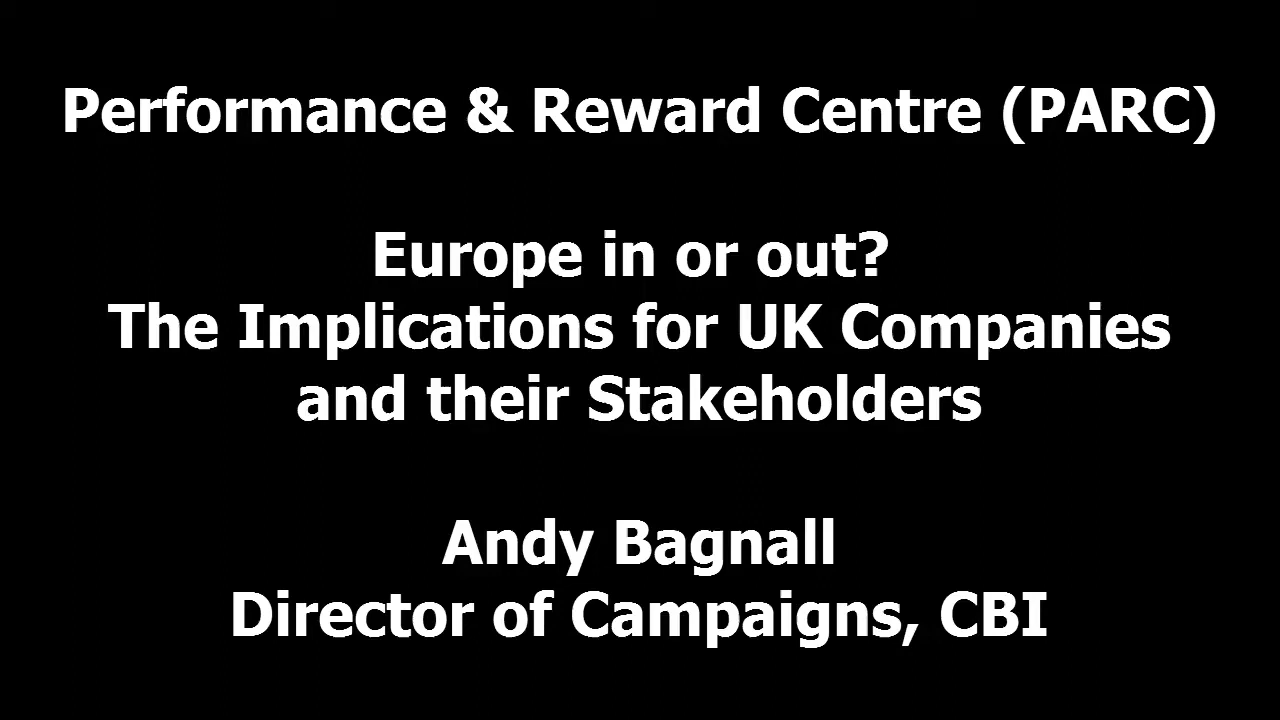 Performance & Reward Centre (PARC)
Europe in or out?
The Implications for UK Companies
and their Stakeholders
Andy Bagnall
Director of Campaigns, CBI